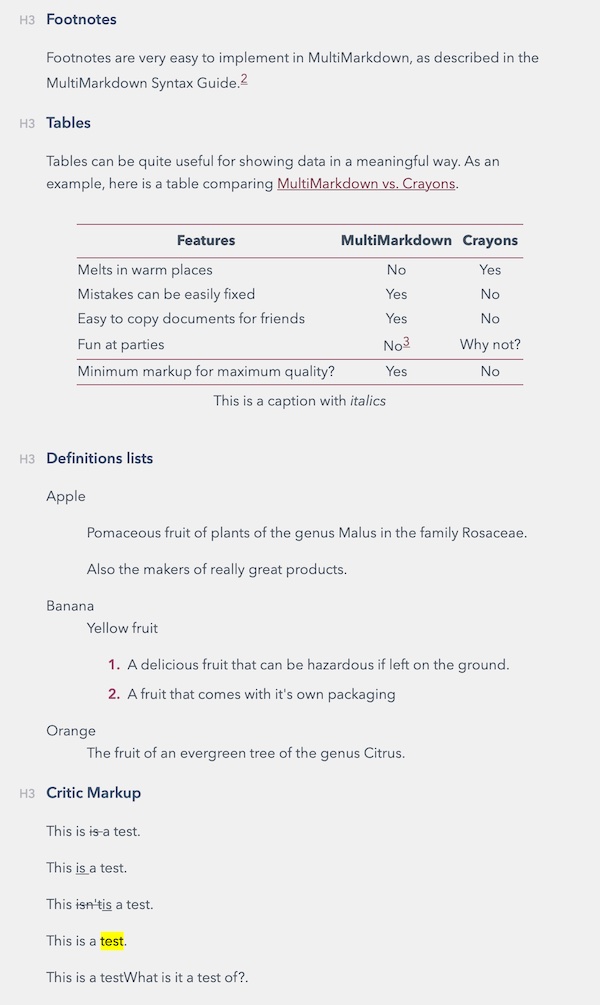 H3 Footnotes
Footnotes are very easy to implement in MultiMarkdown, as described in the
MultiMarkdown Syntax Guide.2
H3 Tables
Tables can be quite useful for showing data in a meaningful way. As an
example, here is a table comparing MultiMarkdown vs. Crayons.
Features MultiMarkdown Crayons
Melts in warm places No Yes
Mistakes can be easily fixed Yes No
Easy to copy documents for friends Yes No
Fun at parties No3 Why not?
Minimum markup for maximum quality? Yes No
This is a caption with italics
H3 Definitions lists
Apple
Pomaceous fruit of plants of the genus Malus in the family Rosaceae.
Also the makers of really great products.
Banana
Yellow fruit
1. A delicious fruit that can be hazardous if left on the ground.
2. A fruit that comes with it's own packaging
Orange
The fruit of an evergreen tree of the genus Citrus.
H3 Critic Markup
This is is a test.
This is a test.
This isn'tis a test.
This is a test.
This is a testWhat is it a test of?.